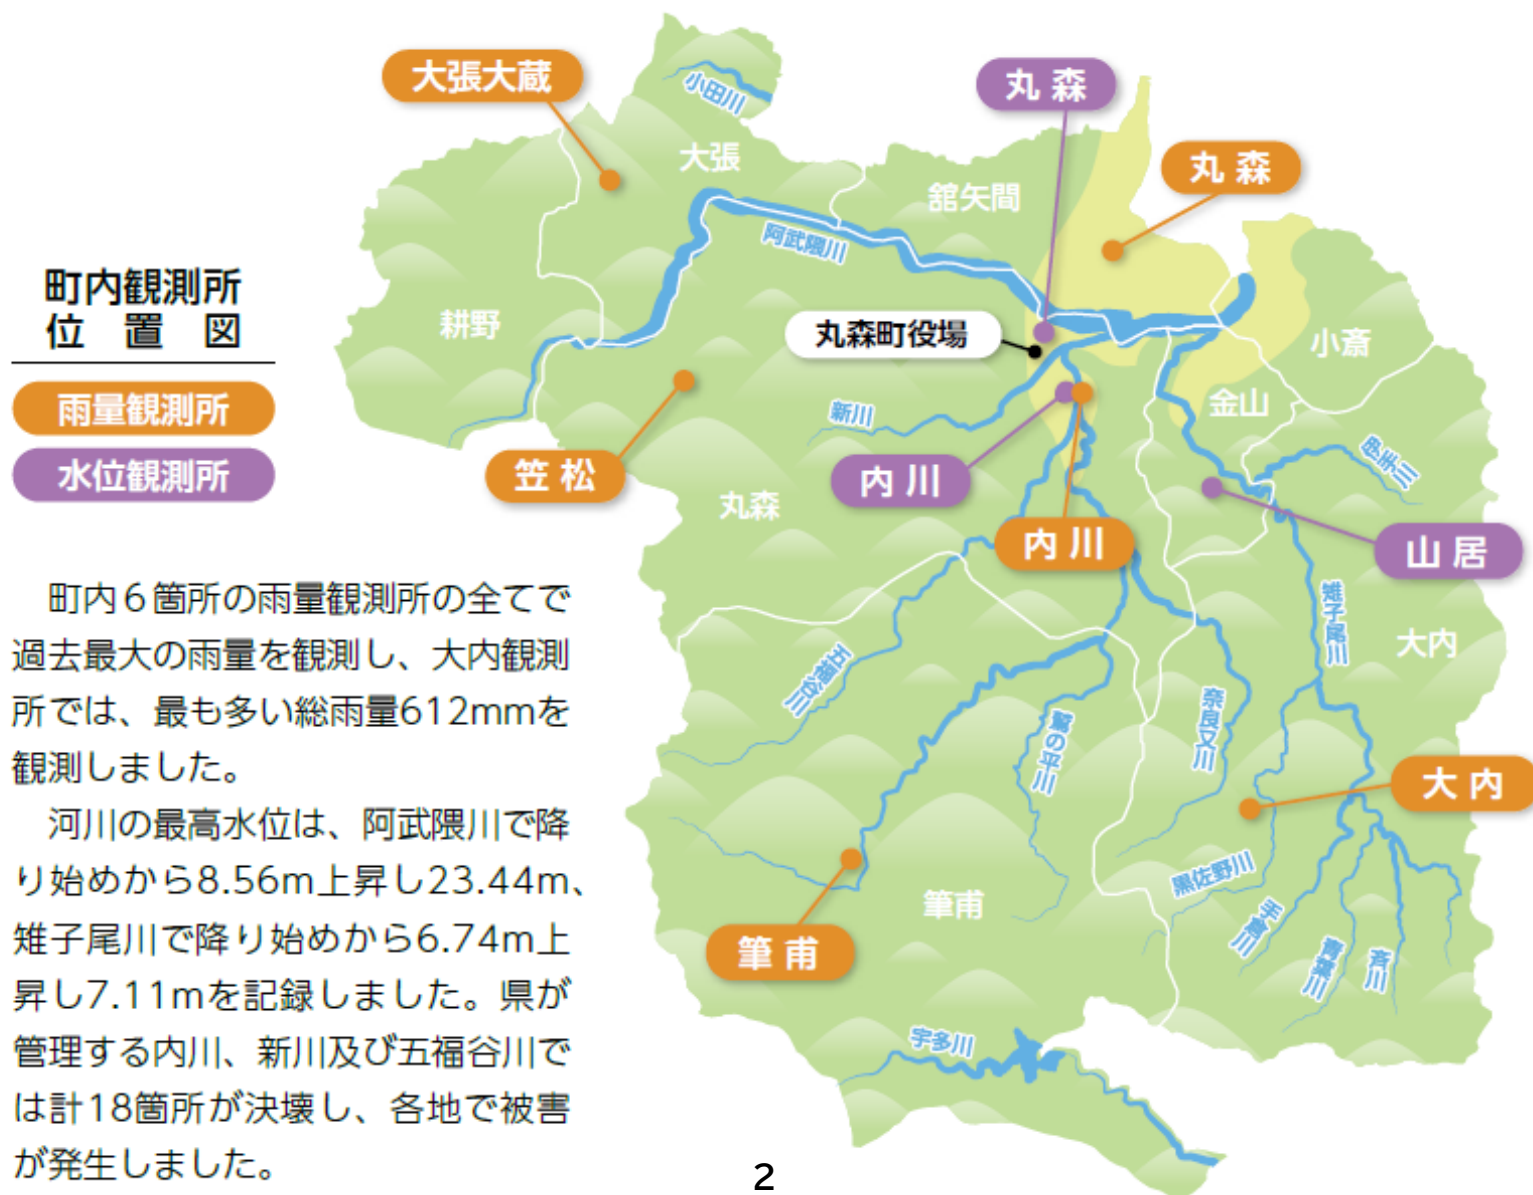 大張大蔵
丸森
小田川
大張
丸森
舘矢間
阿武隈川
町内観測所
位置図
耕野
丸森町役場
小斎
雨量観測所
新川
金山
水位観測所
笠松
内川
丸森
内川
山居
町内6箇所の雨量観測所の全てで
過去最大の雨量を観測し、大内観測
所では、最も多い総雨量612mmを
観測しました。
河川の最高水位は、阿武隈川で降
り始めから8.56m上昇し23.44m、
雉子尾川で降り始めから6.74m上
昇し7.11mを記録しました。県が
管理する内川、新川及び五福谷川で
は計18箇所が決壊し、各地で被害
が発生しました。
雉子尾川
大内
五福谷川
鷲の平川
奈良又川
大内
黒佐野川
筆甫
手倉川
青葉川
斉川
筆甫
宇多川
2